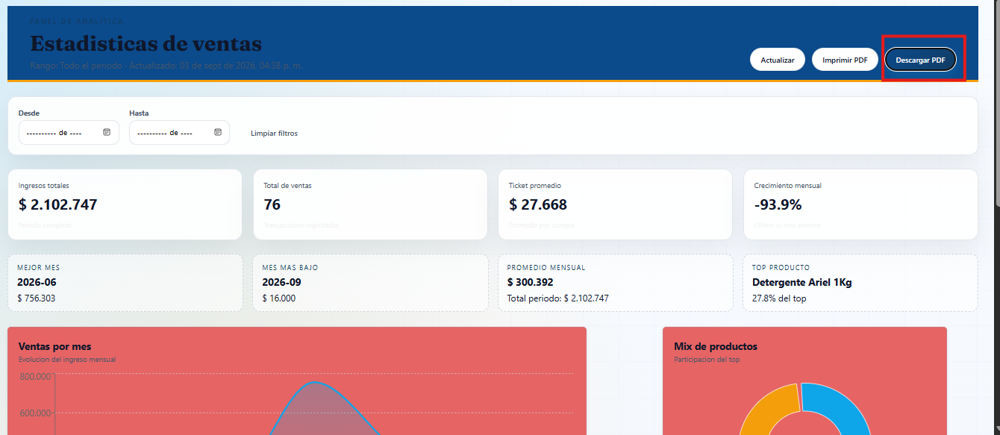 PANEL DE ANALITICA
Estadisticas de ventas
Rango: Todo el periodo · Actualizado: 03 de sept de 2026, 04:38 p. m.
Actualizar
Imprimir PDF
Descargar PDF
Desde
Hasta
---------- de ----
---------- de ----
Limpiar filtros
Ingresos totales
$ 2.102.747
Periodo completo
Total de ventas
76
Transacciones registradas
Ticket promedio
$ 27.668
Promedio por compra
Crecimiento mensual
-93.9%
Ultimo vs mes anterior
MEJOR MES
2026-06
$ 756.303
MES MAS BAJO
2026-09
$ 16.000
PROMEDIO MENSUAL
$ 300.392
Total periodo: $ 2.102.747
TOP PRODUCTO
Detergente Ariel 1Kg
27.8% del top
Ventas por mes
Evolucion del ingreso mensual
800.000
600.000
Mix de productos
Participacion del top